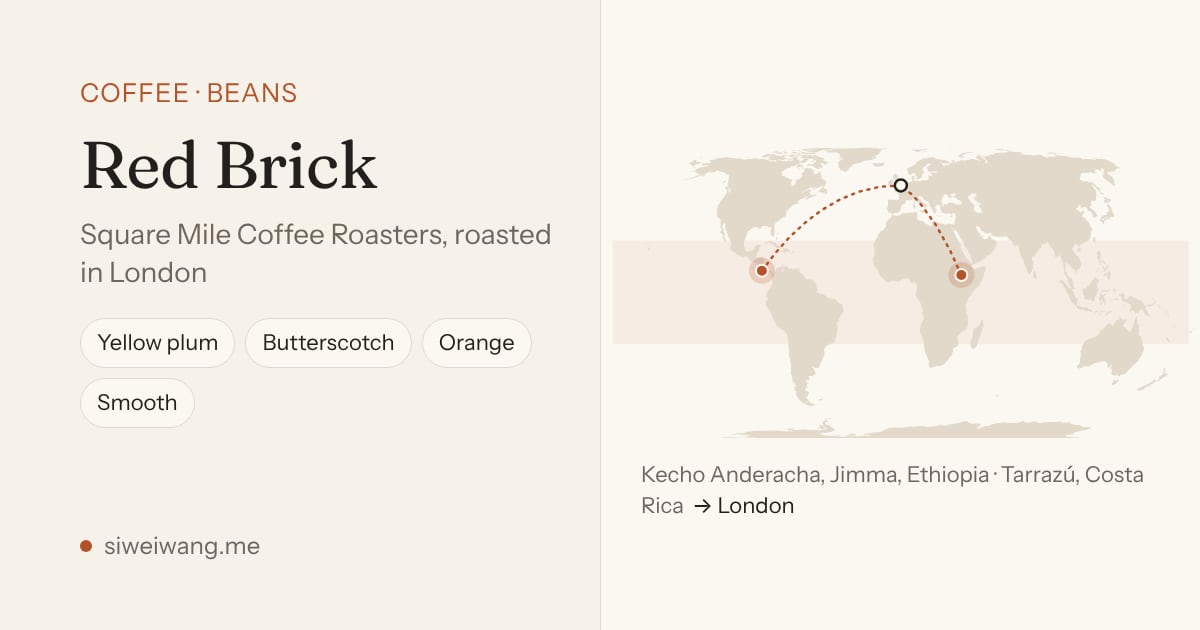 COFFEE · BEANS
Red Brick
Square Mile Coffee Roasters, roasted
in London
Yellow plum
Butterscotch
Orange
Smooth
siweiwang.me
Kecho Anderacha, Jimma, Ethiopia · Tarrazú, Costa
Rica → London